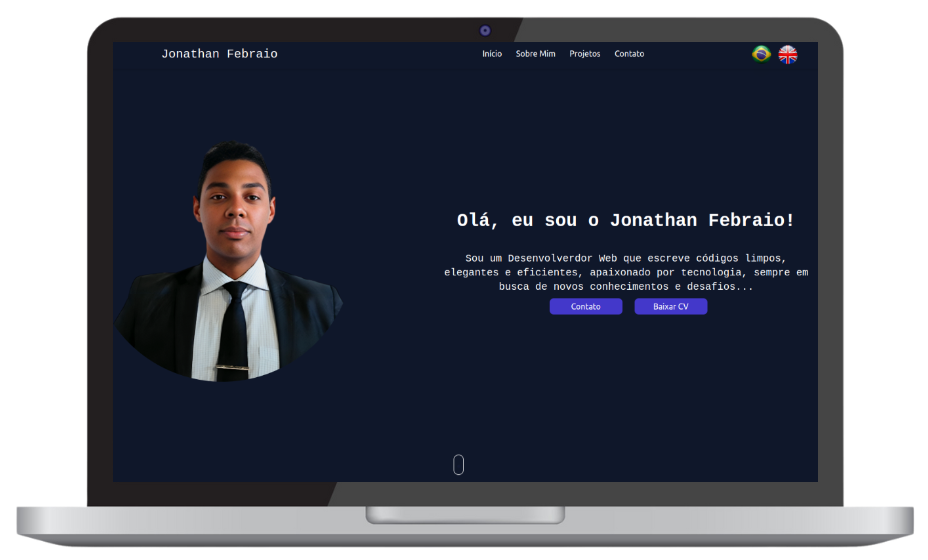 Jonathan Febraio
Início Sobre Mim Projetos Contato
Olá, eu sou o Jonathan Febraio!
Sou um Desenvolverdor Web que escreve códigos limpos,
elegantes e eficientes, apaixonado por tecnologia, sempre em
busca de novos conhecimentos e desafios...
Contato Baixar CV